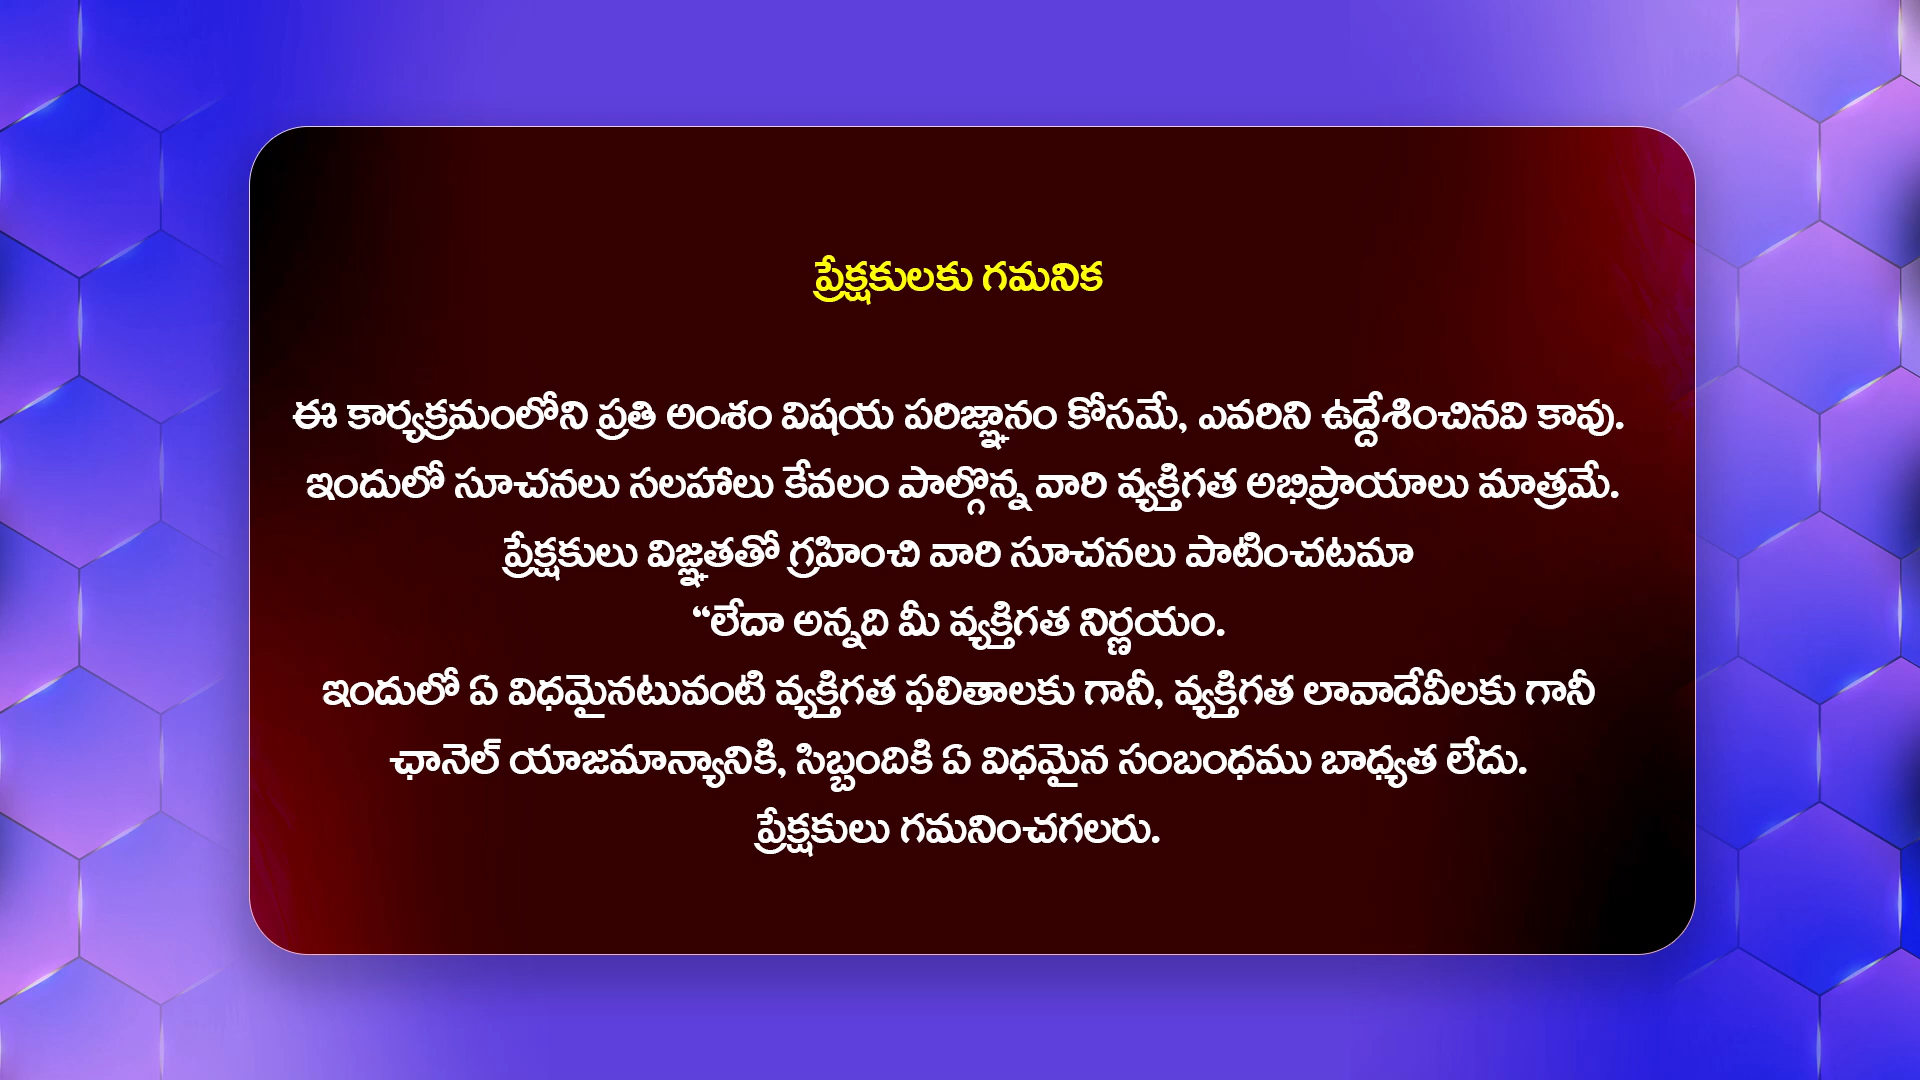 ప్రేక్షకులకు గమనిక
ఈ కార్యక్రమంలోని ప్రతి అంశం విషయ పరిజ్ఞానం కోసమే, ఎవరిని ఉద్దేశించినవి కావు.
ఇందులో సూచనలు సలహాలు కేవలం పాల్గొన్న వారి వ్యక్తిగత అభిప్రాయాలు మాత్రమే.
ప్రేక్షకులు విజ్ఞతతో గ్రహించి వారి సూచనలు పాటించటమా
“లేదా అన్నది మీ వ్యక్తిగత నిర్ణయం.
ఇందులో ఏ విధమైనటువంటి వ్యక్తిగత ఫలితాలకు గానీ, వ్యక్తిగత లావాదేవీలకు గానీ
ఛానెల్ యాజమాన్యానికి, సిబ్బందికి ఏ విధమైన సంబంధము బాధ్యత లేదు.
ప్రేక్షకులు గమనించగలరు.